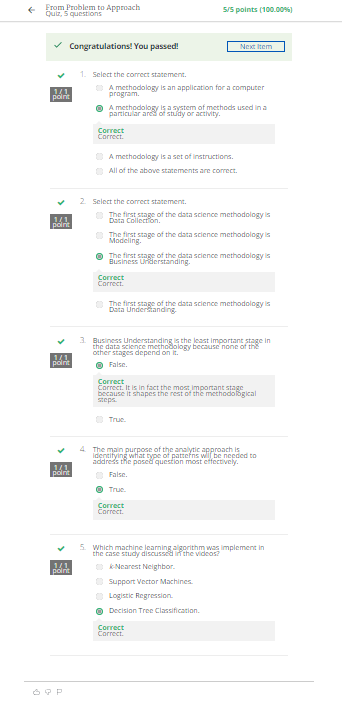 From Problem to Approach
Quiz, 5 questions
5/5 points (100.00%)
Congratulations! You passed!
Next Item
1. Select the correct statement.
1 / 1
point
A methodology is an application for a computer
program.
A methodology is a system of methods used in a
particular area of study or activity.
Correct
Correct.
A methodology is a set of instructions.
All of the above statements are correct.
2. Select the correct statement.
1 / 1
point
The first stage of the data science methodology is
Data Collection.
The first stage of the data science methodology is
Modeling.
The first stage of the data science methodology is
Business Understanding.
Correct
Correct.
The first stage of the data science methodology is
Data Understanding.
3. Business Understanding is the least important stage in
the data science methodology because none of the
other stages depend on it.
1 / 1
point
False.
Correct
Correct. It is in fact the most important stage
because it shapes the rest of the methodological
steps.
True.
4. The main purpose of the analytic approach is
identifying what type of patterns will be needed to
address the posed question most effectively.
1 / 1
point
False.
True.
Correct
Correct.
5. Which machine learning algorithm was implement in
the case study discussed in the videos?
1 / 1
point
k-Nearest Neighbor.
Support Vector Machines.
Logistic Regression.
Decision Tree Classification.
Correct
Correct.